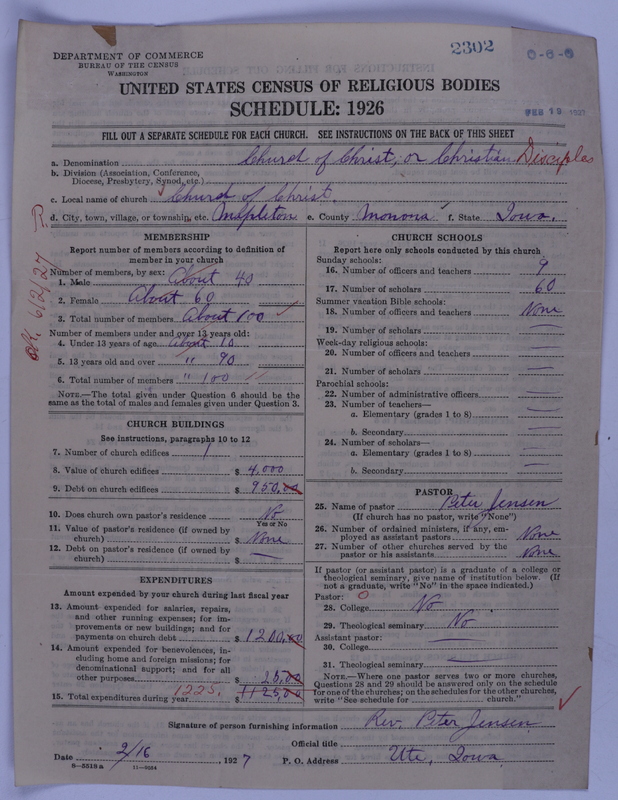 2302
0-6-0
DEPARTMENT OF COMMERCE
BUREAU OF THE CENSUS
WASHINGTON
UNITED STATES CENSUS OF RELIGIOUS BODIES
SCHEDULE: 1926
FEB 19 1927
FILL OUT A SEPARATE SCHEDULE FOR EACH CHURCH. SEE INSTRUCTIONS ON THE BACK OF THIS SHEET
a. Denomination Church of Christ, or Christian Disciples
b. Division (Association, Conference,
Diocese, Presbytery, Synod, etc.)
c. Local name of church Church of Christ.
d. City, town, village, or township, etc. Mapleton e. County Monona f. State Iowa.
OK. 6/2/27
MEMBERSHIP
Report number of members according to definition of
member in your church
Number of members, by sex:
1. Male About 40
2. Female About 60
3. Total number of members About 100
Number of members under and over 13 years old:
4. Under 13 years of age About 10
5. 13 years old and over " 90
6. Total number of members " 100
NOTE.—The total given under Question 6 should be the
same as the total of males and females given under Question 3.
CHURCH BUILDINGS
See instructions, paragraphs 10 to 12
7. Number of church edifices 1
8. Value of church edifices $ 4,000
9. Debt on church edifices $ 950.00
10. Does church own pastor's residence No
Yes or No
11. Value of pastor's residence (if owned by
church) $ None
12. Debt on pastor's residence (if owned by
church) $ —
EXPENDITURES
Amount expended by your church during last fiscal year
13. Amount expended for salaries, repairs,
and other running expenses; for im-
provements or new buildings; and for
payments on church debt $ 1200.00
14. Amount expended for benevolences, in-
cluding home and foreign missions; for
denominational support; and for all
other purposes $ 25.00
15. Total expenditures during year 1225. $ 1125.00
CHURCH SCHOOLS
Report here only schools conducted by this church
Sunday schools:
16. Number of officers and teachers 9
17. Number of scholars 60
Summer vacation Bible schools:
18. Number of officers and teachers None
19. Number of scholars —
Week-day religious schools:
20. Number of officers and teachers —
21. Number of scholars —
Parochial schools:
22. Number of administrative officers —
23. Number of teachers—
a. Elementary (grades 1 to 8) —
b. Secondary —
24. Number of scholars—
a. Elementary (grades 1 to 8) —
b. Secondary —
PASTOR
25. Name of pastor Peter Jensen
(If church has no pastor, write "None")
26. Number of ordained ministers, if any, em-
ployed as assistant pastors None
27. Number of other churches served by the
pastor or his assistants None
If pastor (or assistant pastor) is a graduate of a college or
theological seminary, give name of institution below. (If
not a graduate, write "No" in the space indicated.)
Pastor: 0
28. College No
29. Theological seminary No
Assistant pastor:
30. College —
31. Theological seminary —
NOTE.—Where one pastor serves two or more churches,
Questions 28 and 29 should be answered only on the schedule
for one of the churches; on the schedules for the other churches,
write "See schedule for church."
Signature of person furnishing information Rev. Peter Jensen
Official title
Date 2/16, 1927 P. O. Address Ute, Iowa
8—5518 a 11—9684